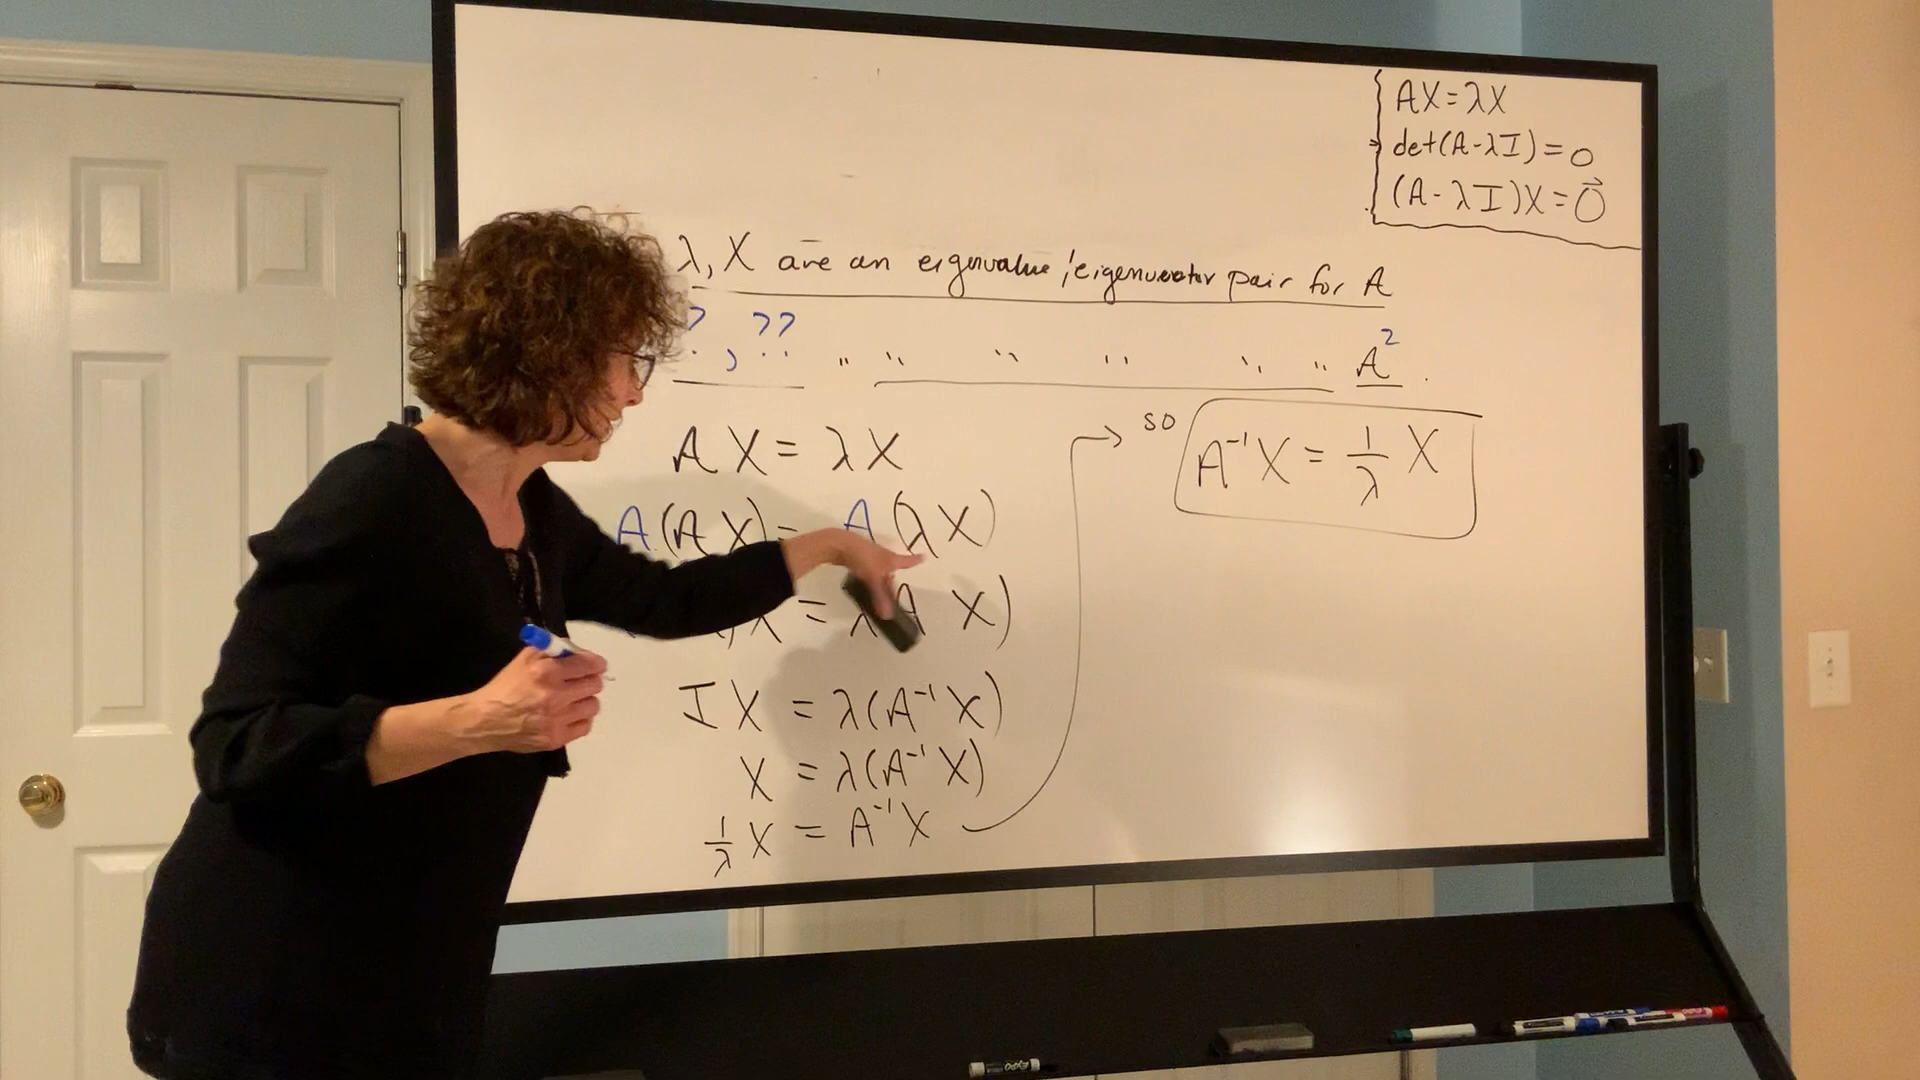 AX = λX
det(A - λI) = 0
(A - λI)X = 0⃗
λ, X are an eigenvalue/eigenvector pair for A
?, ?? " " " " " " A²
AX = λX
A(AX) = A(λX)
X = λ(A X)
IX = λ(A⁻¹X)
X = λ(A⁻¹X)
1/λ X = A⁻¹X
so
A⁻¹X = 1/λ X
EXPO